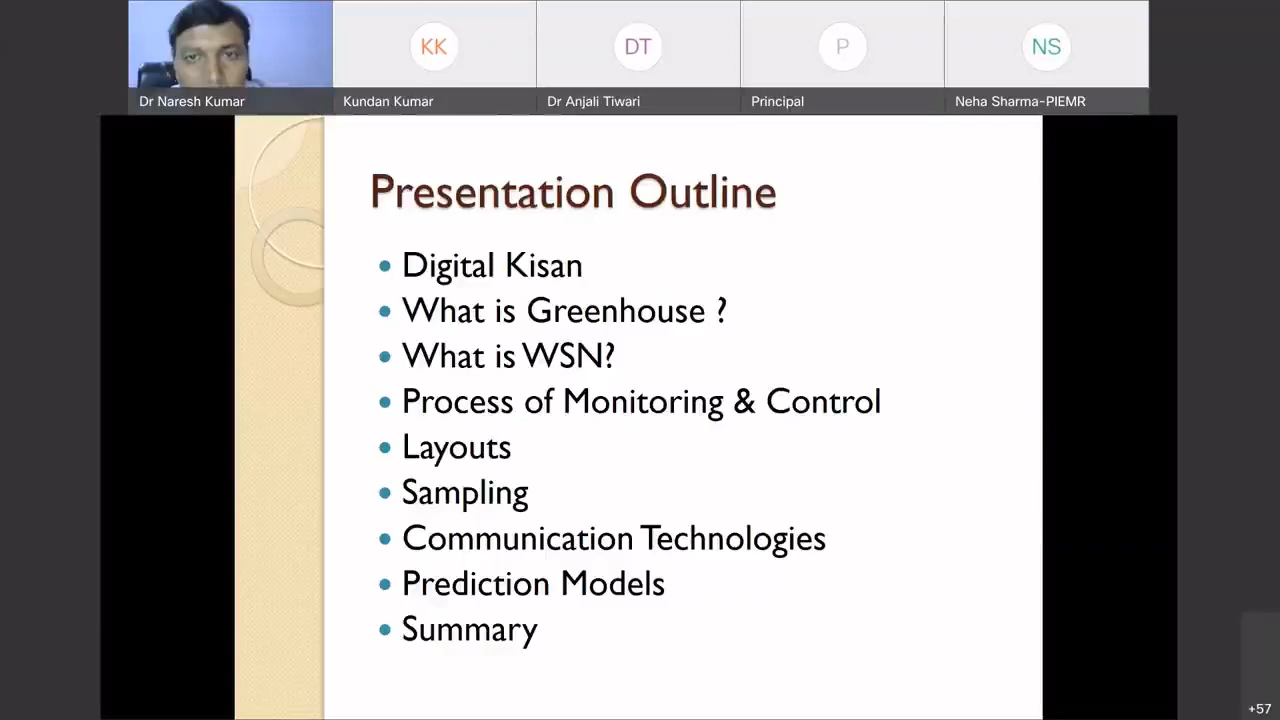 KK
DT
P
NS
Dr Naresh Kumar
Kundan Kumar
Dr Anjali Tiwari
Principal
Neha Sharma-PIEMR
Presentation Outline
• Digital Kisan
• What is Greenhouse ?
• What is WSN?
• Process of Monitoring & Control
• Layouts
• Sampling
• Communication Technologies
• Prediction Models
• Summary
+57